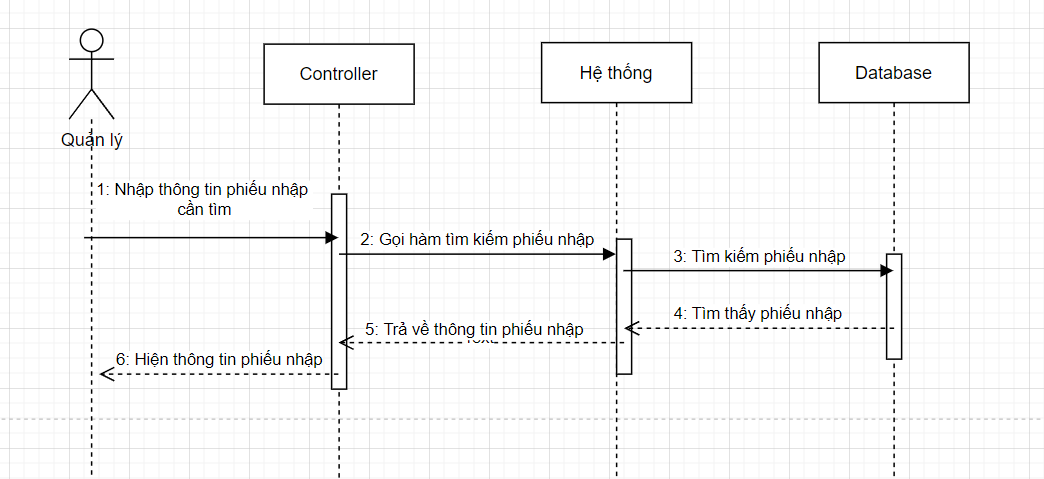 Controller
Hệ thống
Database
Quản lý
1: Nhập thông tin phiếu nhập
cần tìm
2: Gọi hàm tìm kiếm phiếu nhập
3: Tìm kiếm phiếu nhập
4: Tìm thấy phiếu nhập
5: Trả về thông tin phiếu nhập
6: Hiện thông tin phiếu nhập